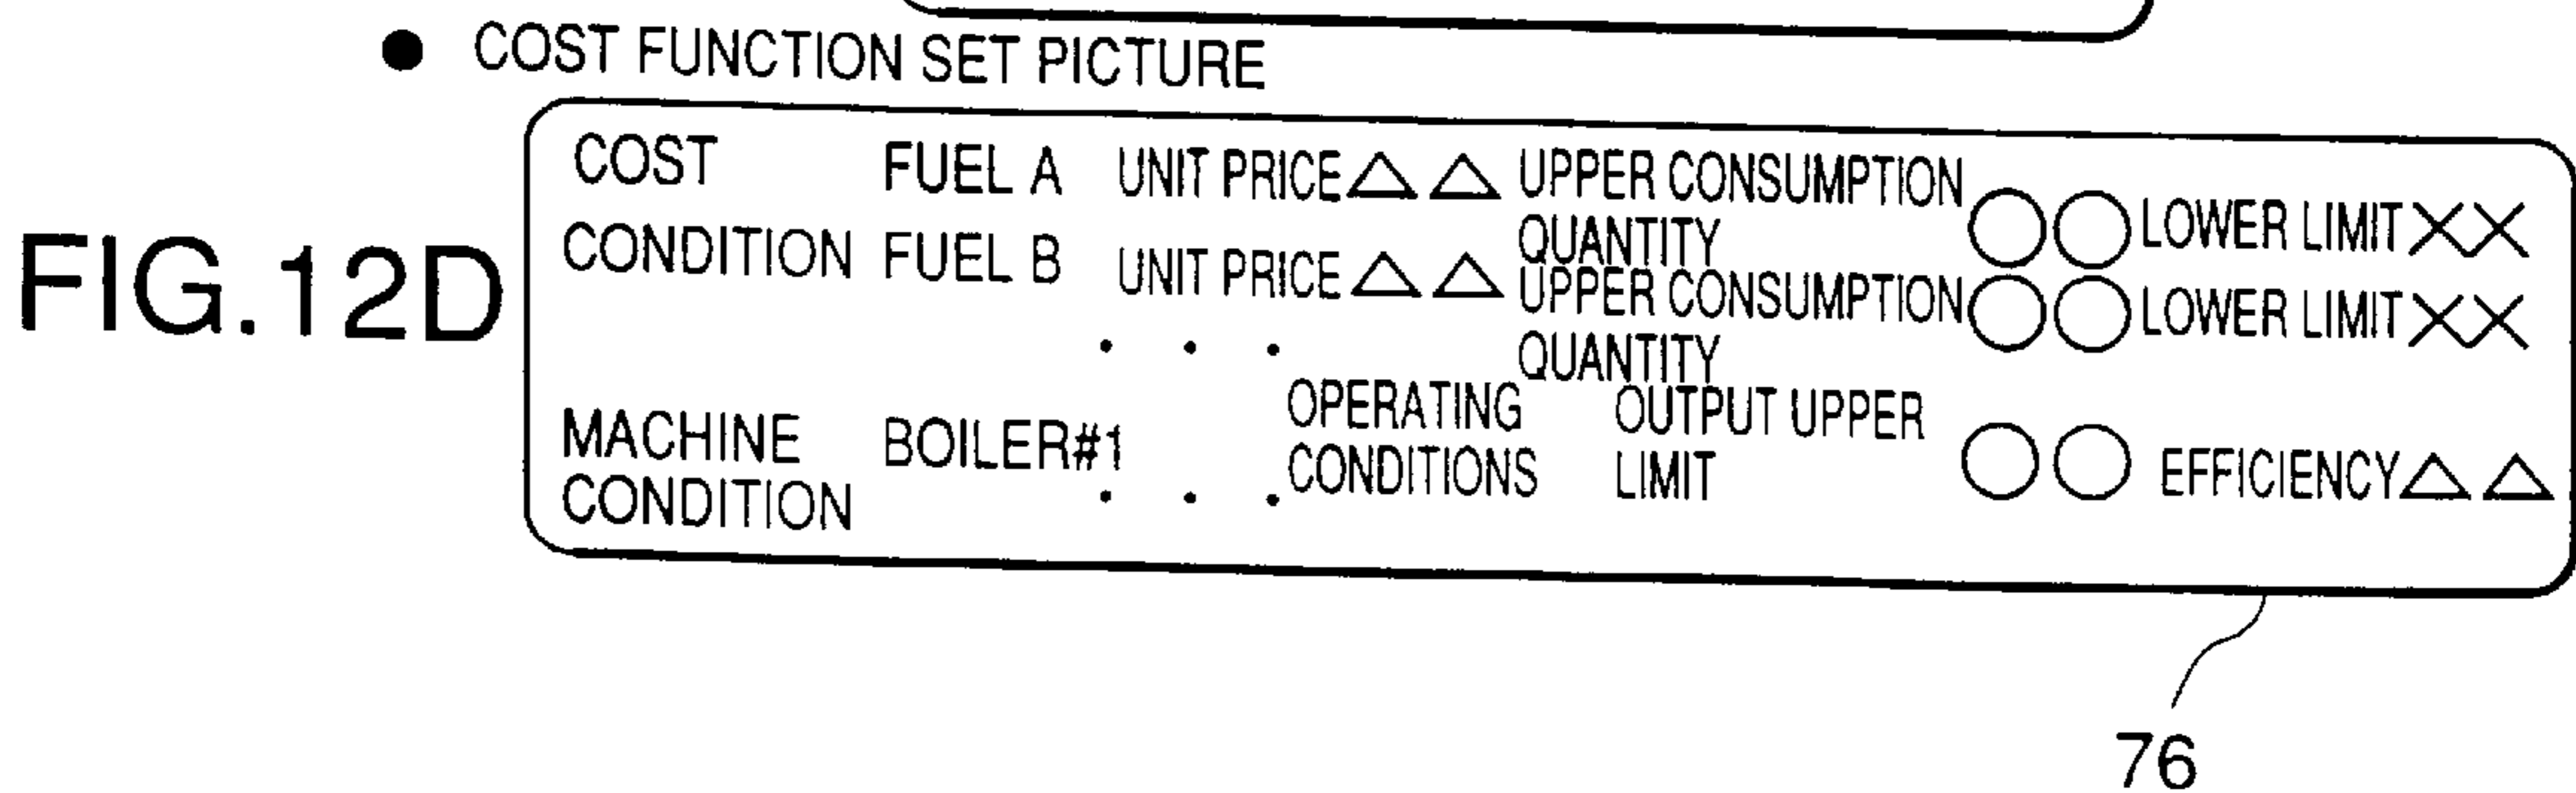 ● COST FUNCTION SET PICTURE
FIG.12D
COST FUEL A UNIT PRICE△△ UPPER CONSUMPTION
QUANTITY ○○ LOWER LIMIT××
CONDITION FUEL B UNIT PRICE△△ UPPER CONSUMPTION
QUANTITY ○○ LOWER LIMIT××
. . .
MACHINE BOILER#1 OPERATING OUTPUT UPPER
CONDITION . . . CONDITIONS LIMIT ○○ EFFICIENCY△△
76